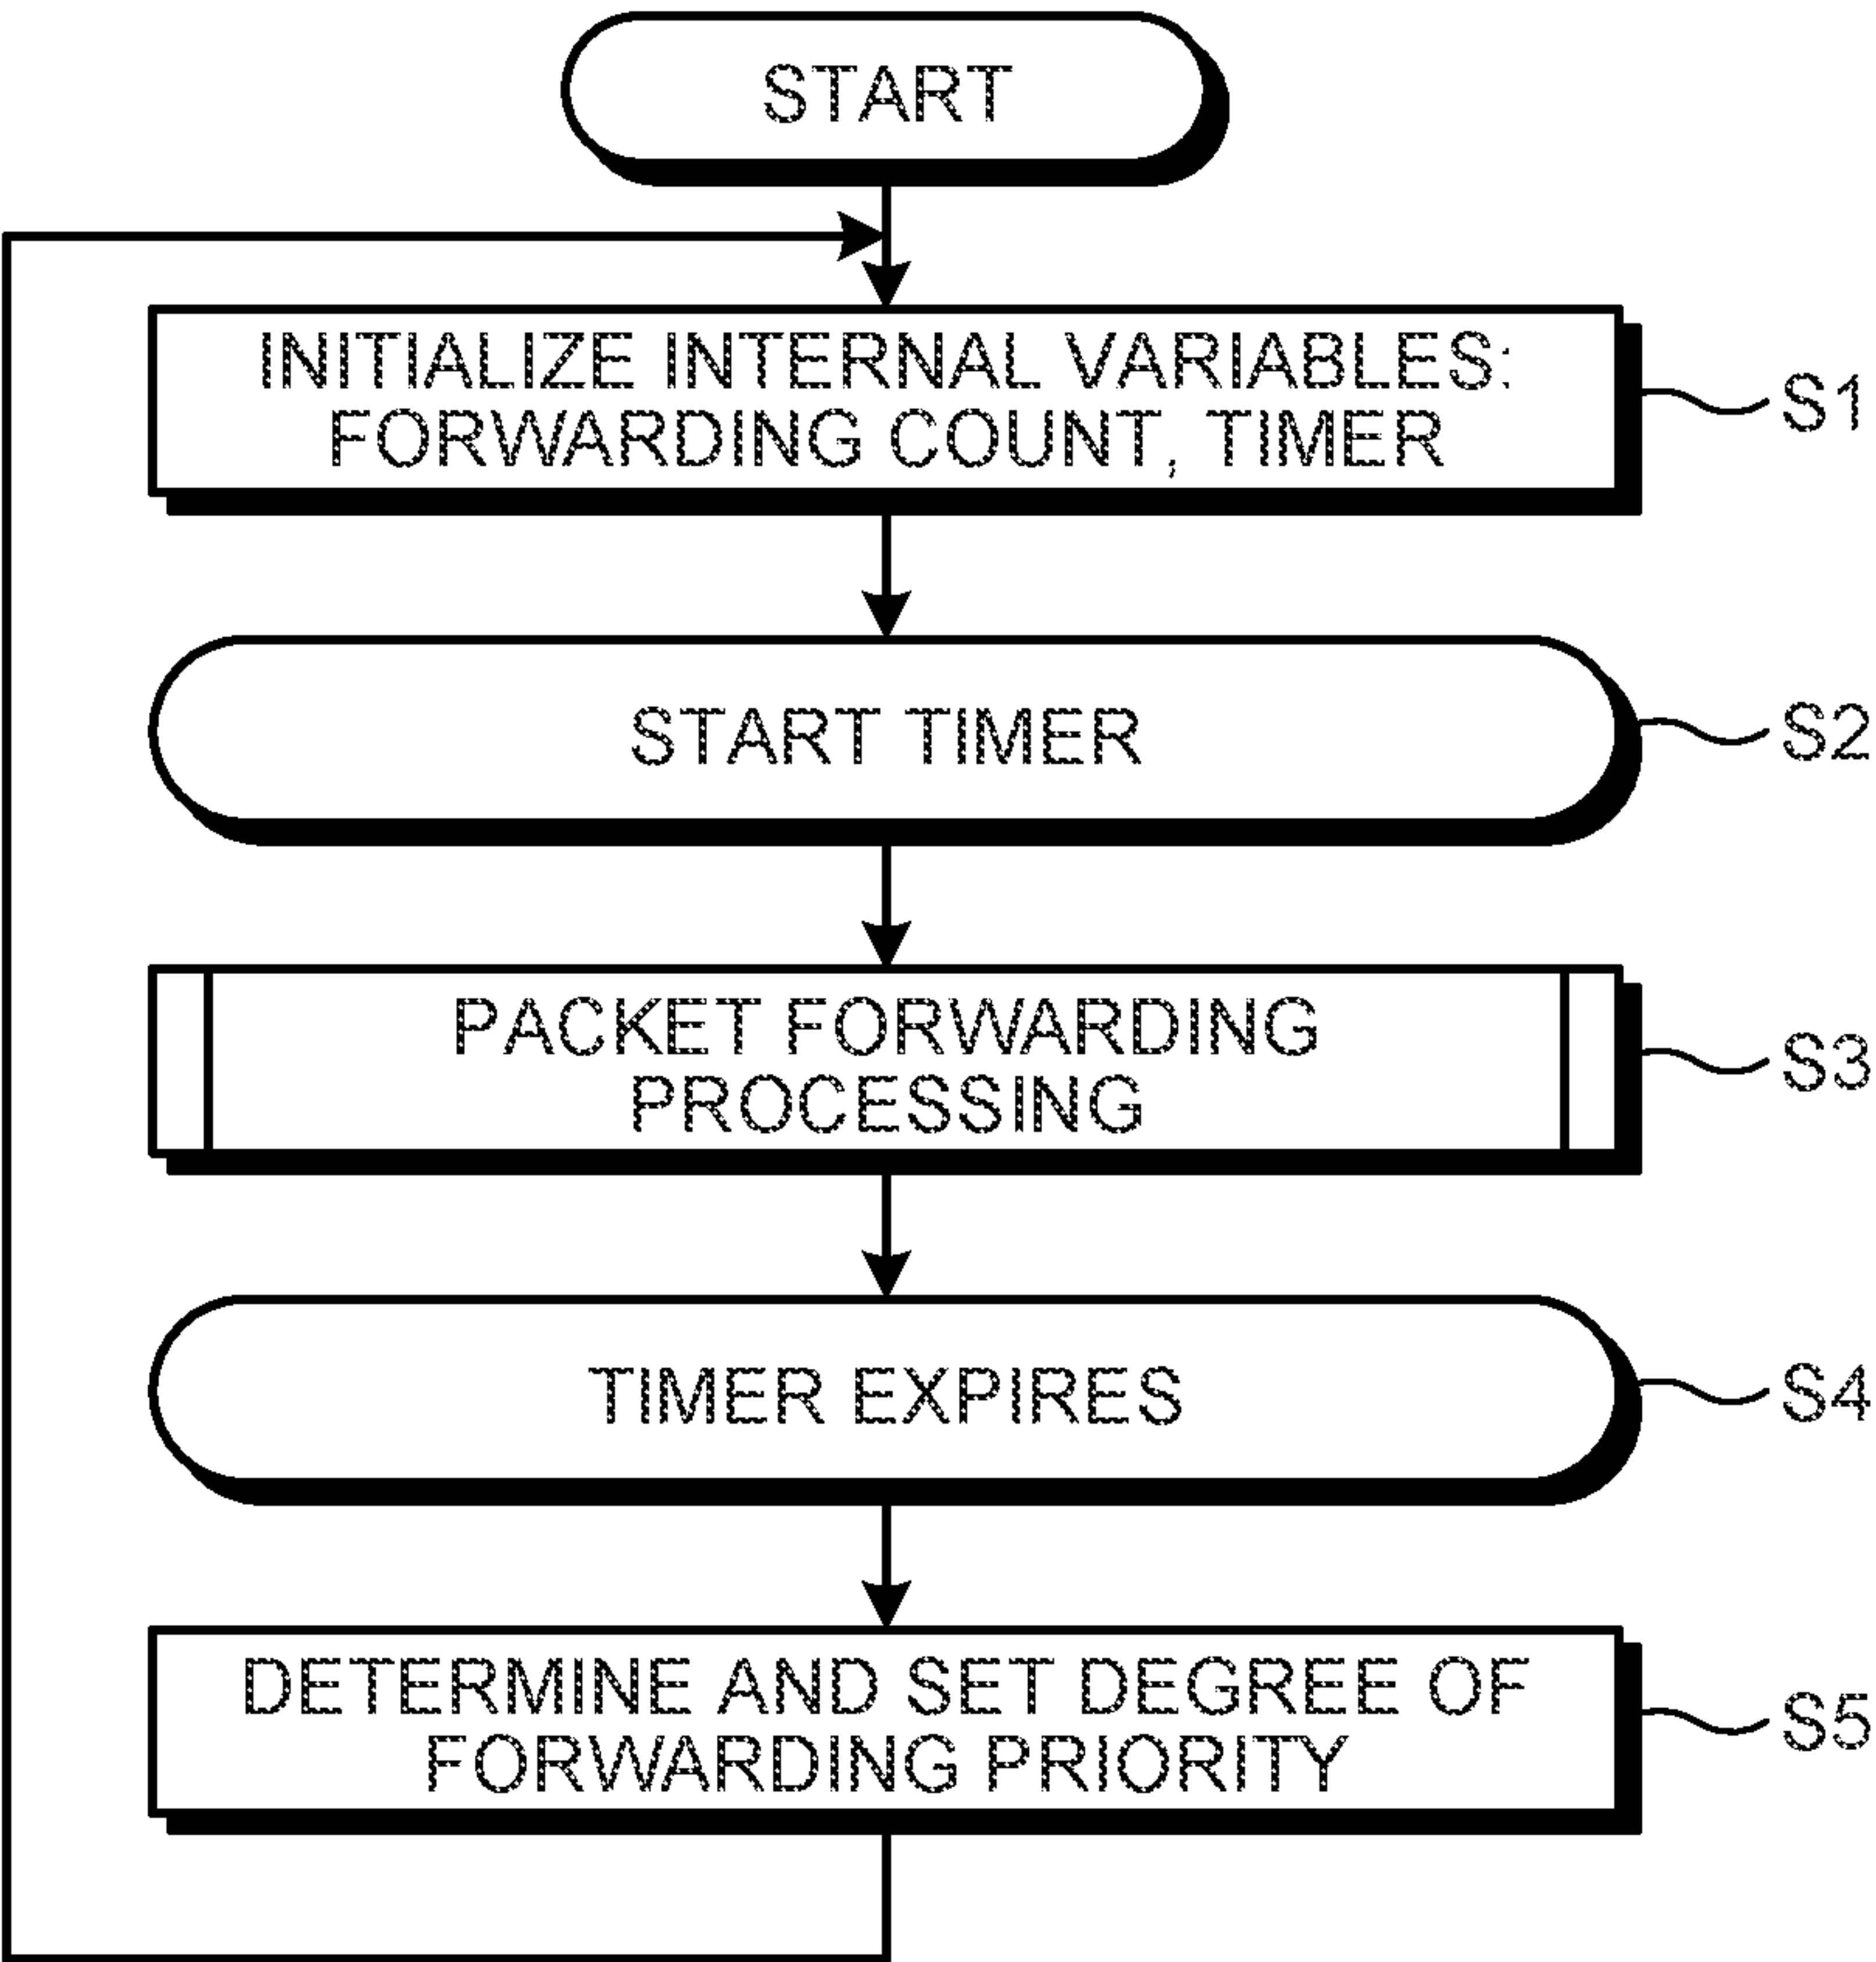 START
INITIALIZE INTERNAL VARIABLES:
FORWARDING COUNT, TIMER
S1
START TIMER
S2
PACKET FORWARDING
PROCESSING
S3
TIMER EXPIRES
S4
DETERMINE AND SET DEGREE OF
FORWARDING PRIORITY
S5